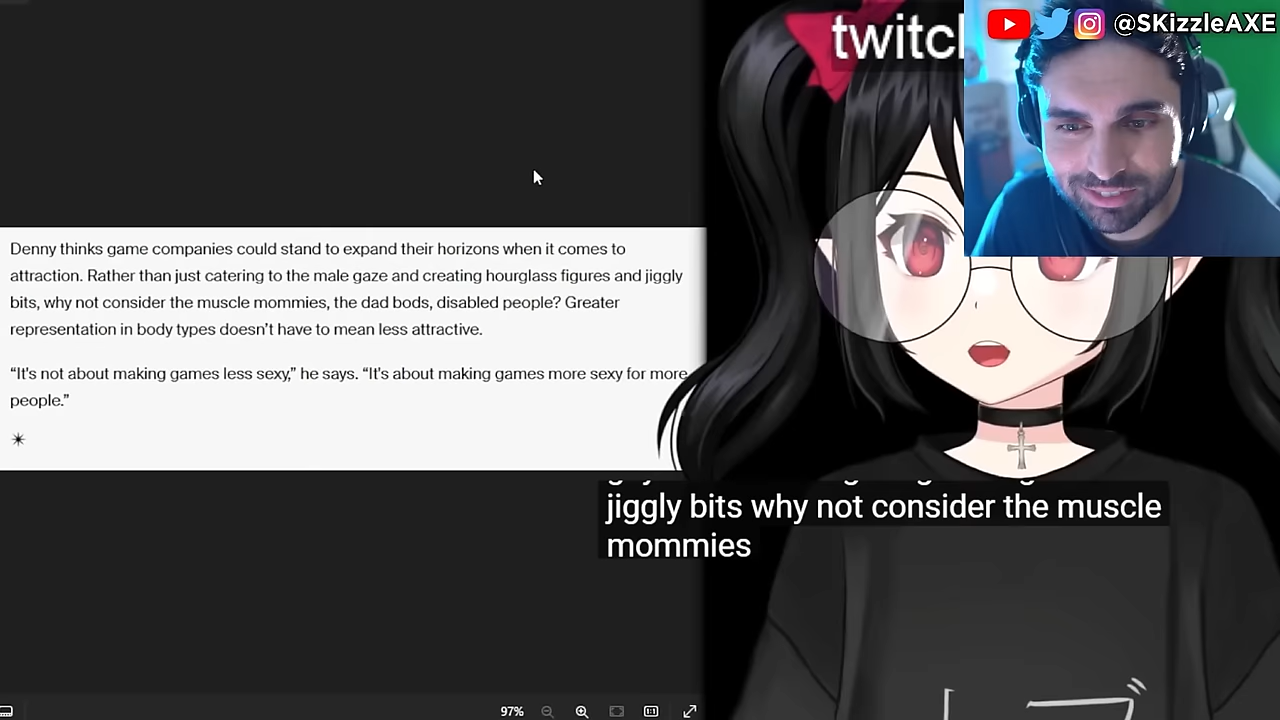 twitc
@SKizzleAXE
Denny thinks game companies could stand to expand their horizons when it comes to
attraction. Rather than just catering to the male gaze and creating hourglass figures and jiggly
bits, why not consider the muscle mommies, the dad bods, disabled people? Greater
representation in body types doesn't have to mean less attractive.
“It's not about making games less sexy,” he says. “It's about making games more sexy for more
people.”
jiggly bits why not consider the muscle
mommies
97%